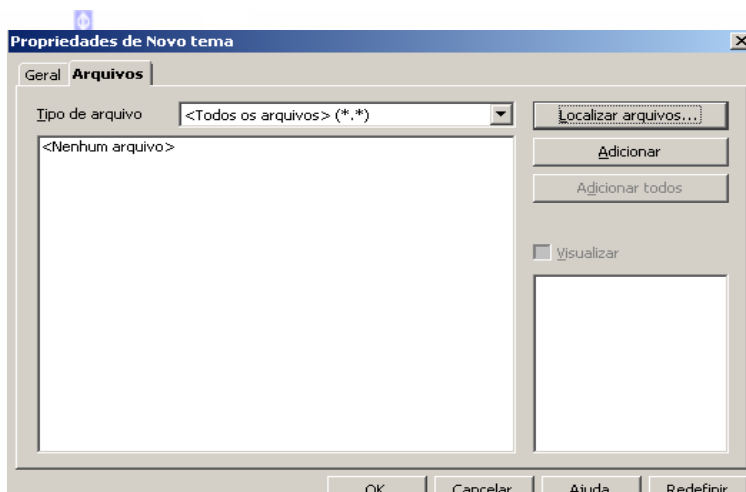 Propriedades de Novo tema
Geral Arquivos
Tipo de arquivo <Todos os arquivos> (*.*) Localizar arquivos...
<Nenhum arquivo> Adicionar
Adicionar todos
Visualizar
OK Cancelar Ajuda Redefinir